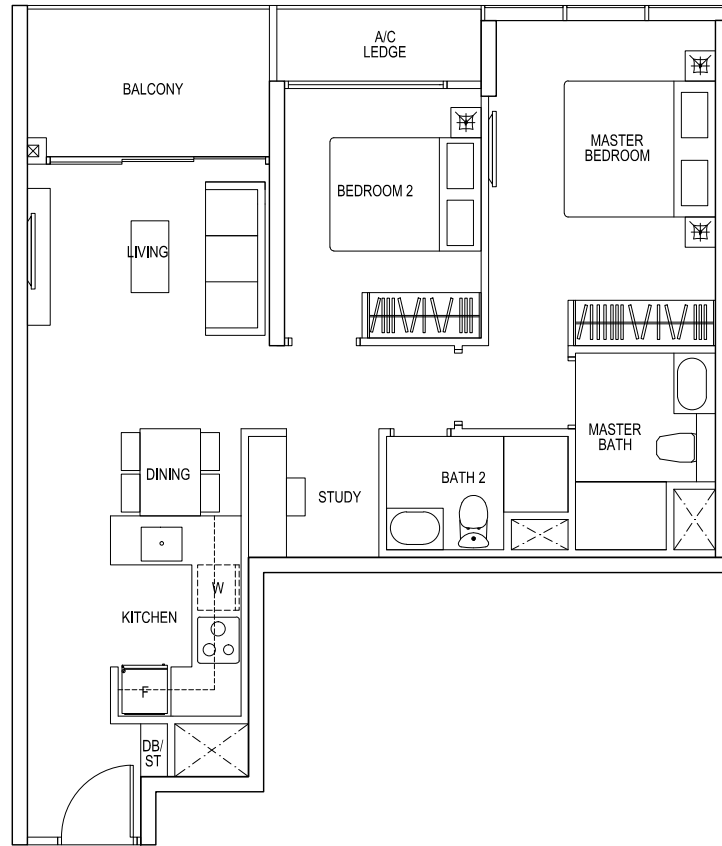 A/C
LEDGE
BALCONY
MASTER
BEDROOM
BEDROOM 2
LIVING
MASTER
BATH
DINING
BATH 2
STUDY
W
KITCHEN
F
DB/
ST